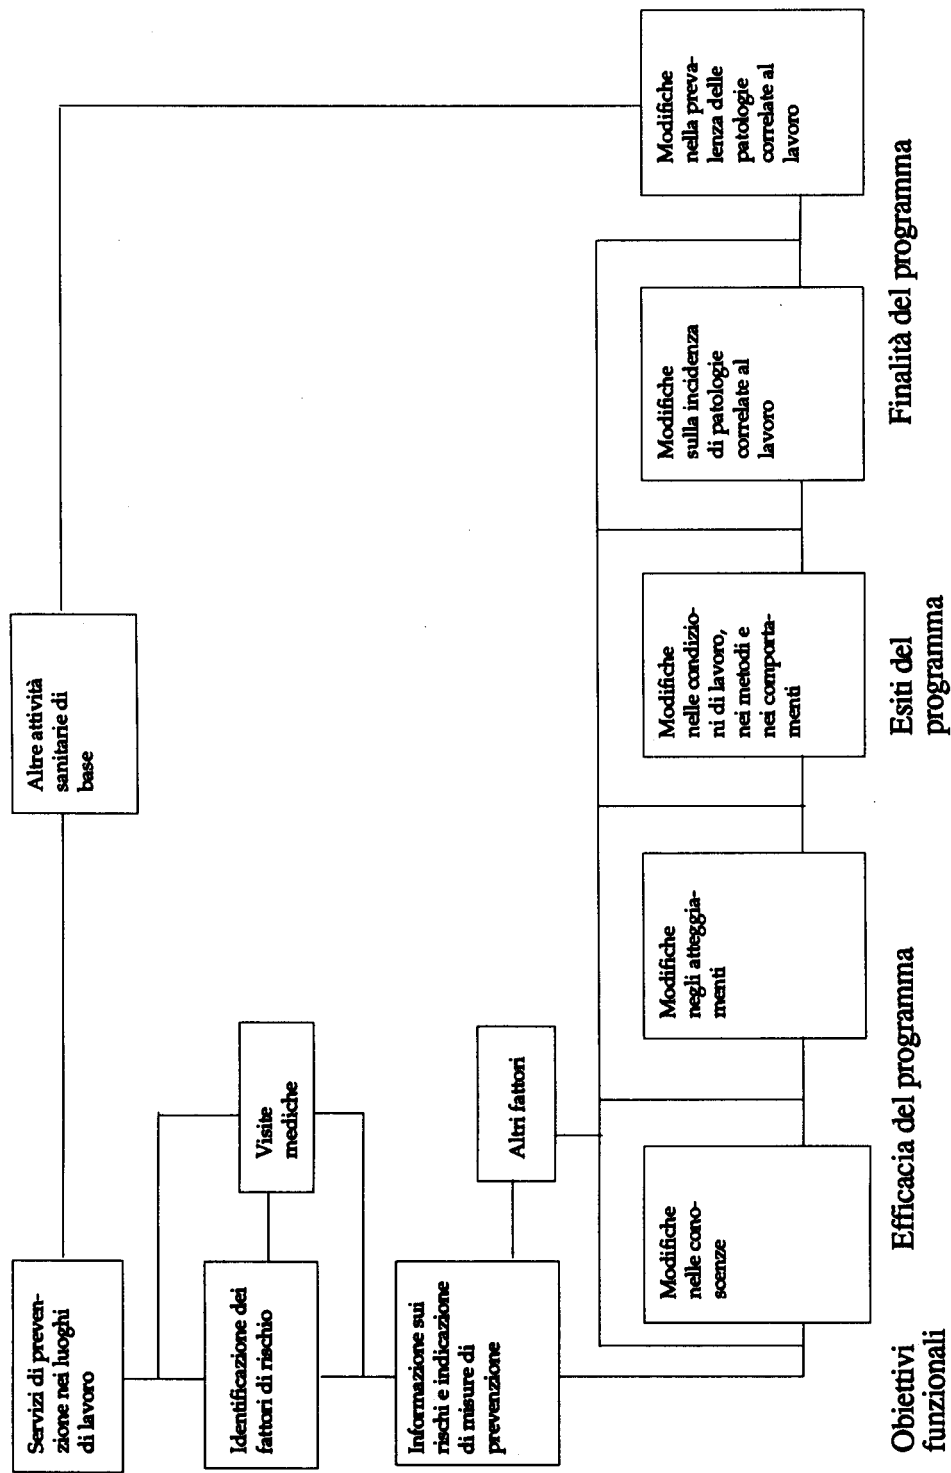 Servizi di preven-
zione nei luoghi
di lavoro
Altre attività
sanitarie di
base
Identificazione dei
fattori di rischio
Visite
mediche
Informazione sui
rischi e indicazione
di misure di
prevenzione
Altri fattori
Modifiche
nelle cono-
scenze
Modifiche
negli atteggia-
menti
Modifiche
nelle condizio-
ni di lavoro,
nei metodi e
nei comporta-
menti
Modifiche
sulla incidenza
di patologie
correlate al
lavoro
Modifiche
nella preva-
lenza delle
patologie
correlate al
lavoro
Obiettivi
funzionali
Efficacia del programma
Esiti del
programma
Finalità del programma